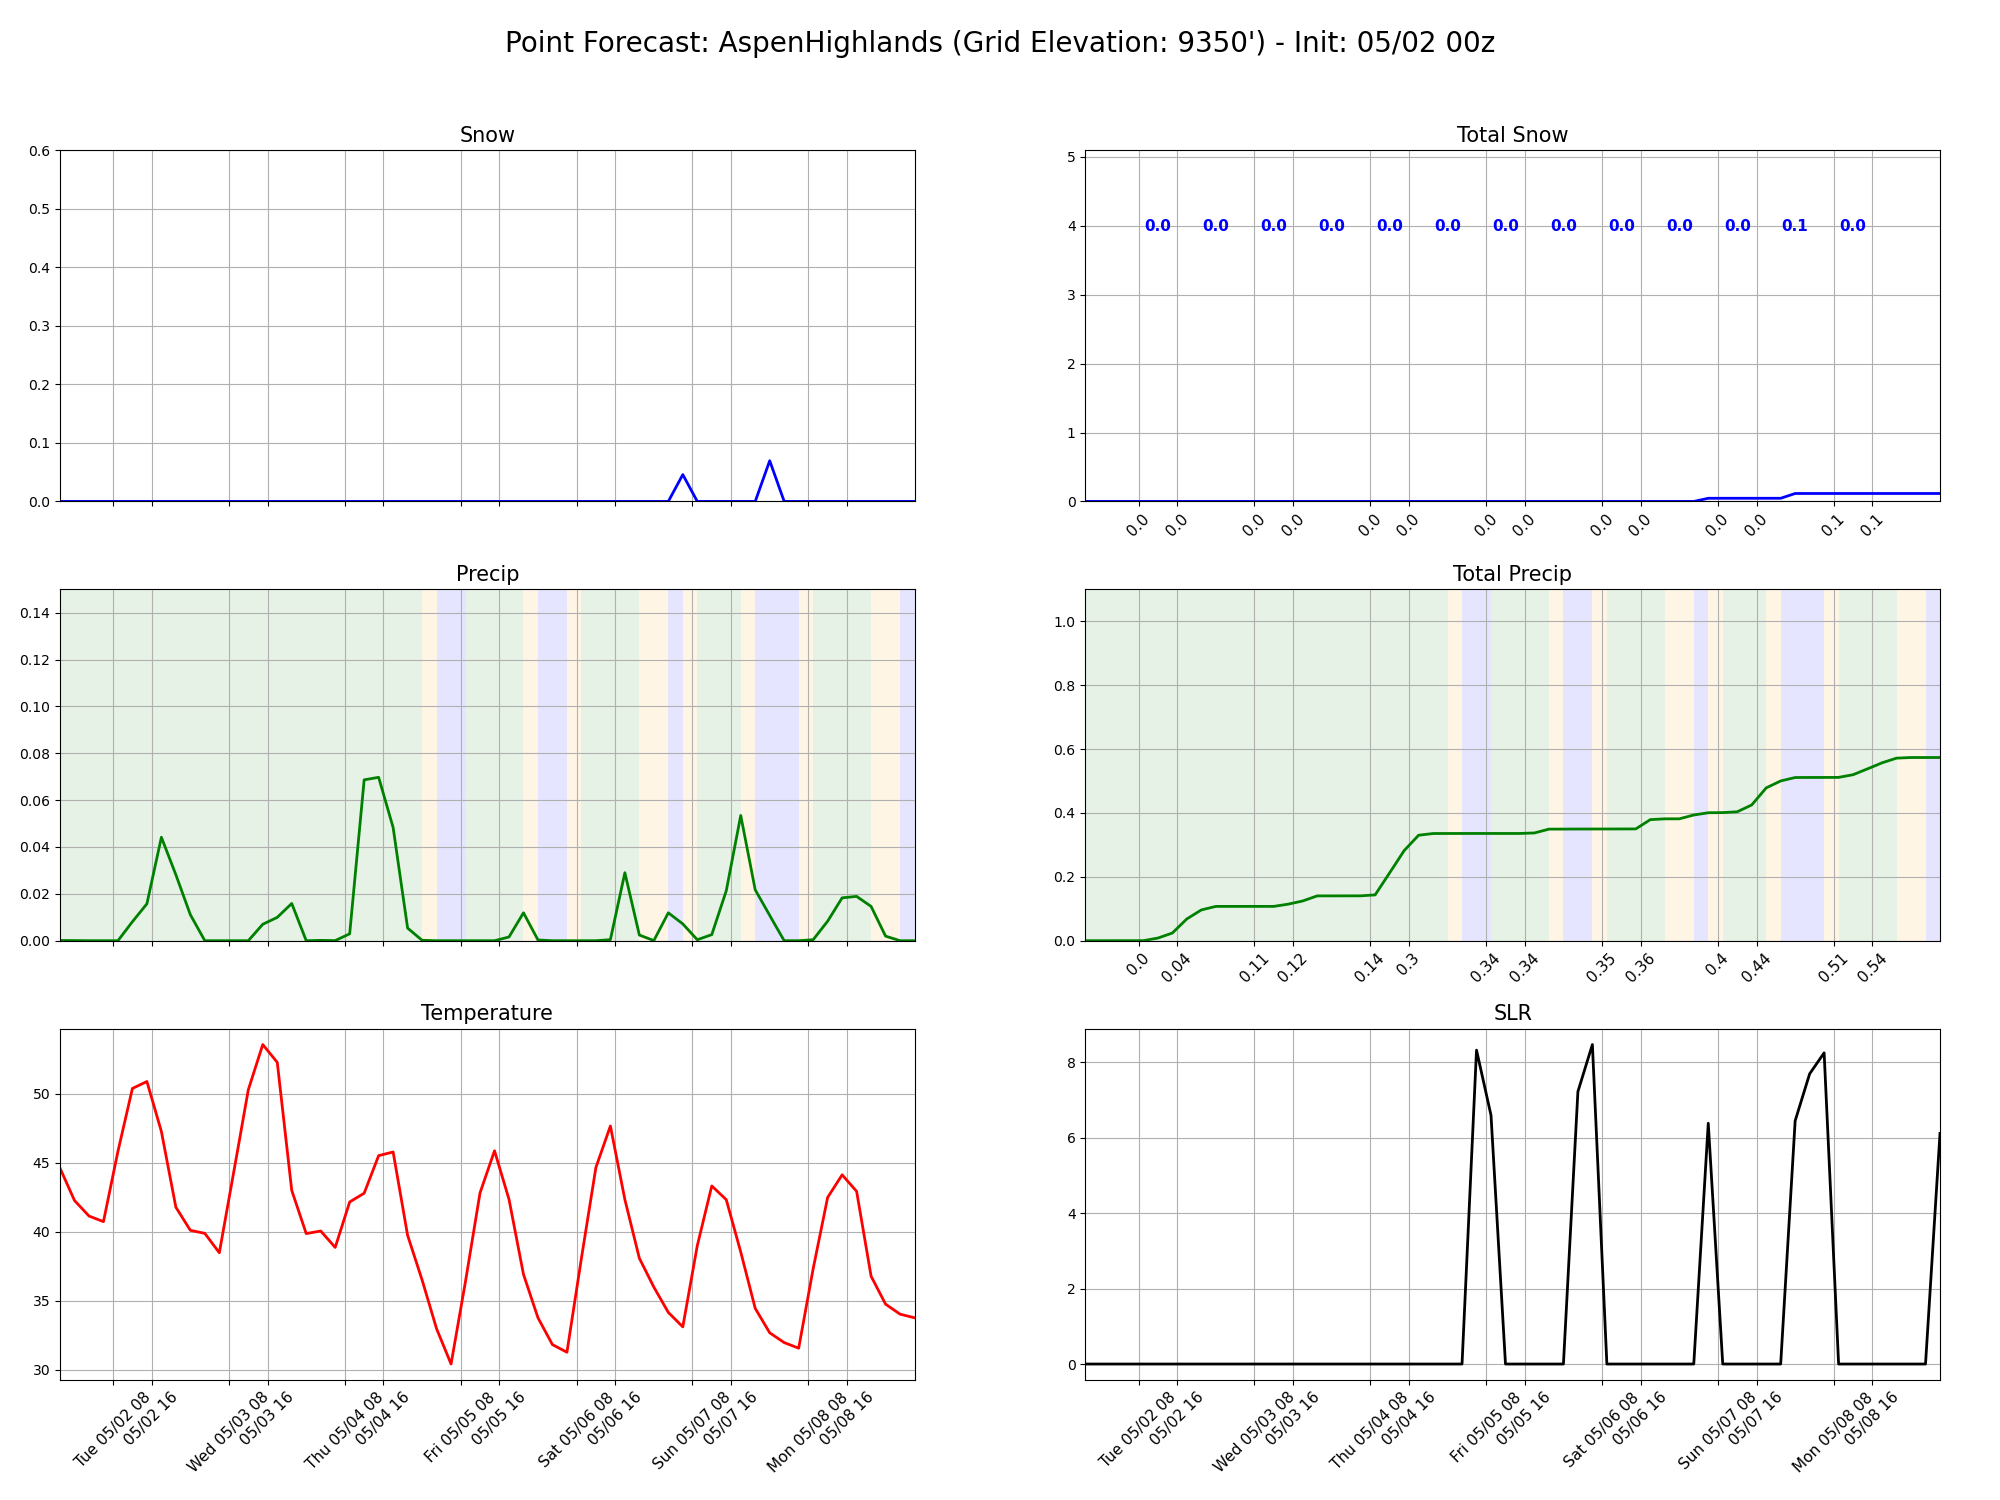 Point Forecast: AspenHighlands (Grid Elevation: 9350') - Init: 05/02 00z
Snow
0.6
0.5
0.4
0.3
0.2
0.1
0.0
Total Snow
5
4
3
2
1
0
0.0 0.0 0.0 0.0 0.0 0.0 0.0 0.0 0.0 0.0 0.0 0.1 0.0
0.0 0.0 0.0 0.0 0.0 0.0 0.0 0.0 0.0 0.0 0.0 0.0 0.1 0.1
Precip
0.14
0.12
0.10
0.08
0.06
0.04
0.02
0.00
Total Precip
1.0
0.8
0.6
0.4
0.2
0.0
0.0 0.04 0.11 0.12 0.14 0.3 0.34 0.34 0.35 0.36 0.4 0.44 0.51 0.54
Temperature
50
45
40
35
30
Tue 05/02 08
05/02 16
Wed 05/03 08
05/03 16
Thu 05/04 08
05/04 16
Fri 05/05 08
05/05 16
Sat 05/06 08
05/06 16
Sun 05/07 08
05/07 16
Mon 05/08 08
05/08 16
SLR
8
6
4
2
0
Tue 05/02 08
05/02 16
Wed 05/03 08
05/03 16
Thu 05/04 08
05/04 16
Fri 05/05 08
05/05 16
Sat 05/06 08
05/06 16
Sun 05/07 08
05/07 16
Mon 05/08 08
05/08 16